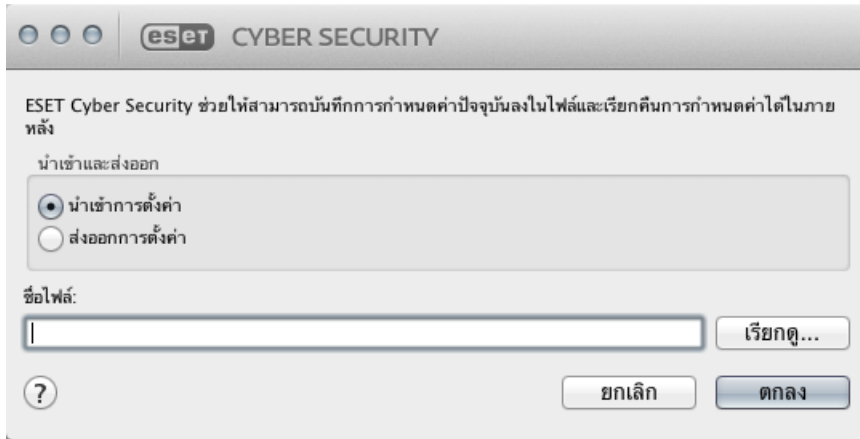 eset CYBER SECURITY
ESET Cyber Security ช่วยให้สามารถบันทึกการกำหนดค่าปัจจุบันลงในไฟล์และเรียกคืนการกำหนดค่าได้ในภาย
หลัง
นำเข้าและส่งออก
นำเข้าการตั้งค่า
ส่งออกการตั้งค่า
ชื่อไฟล์:
เรียกดู...
?
ยกเลิก
ตกลง